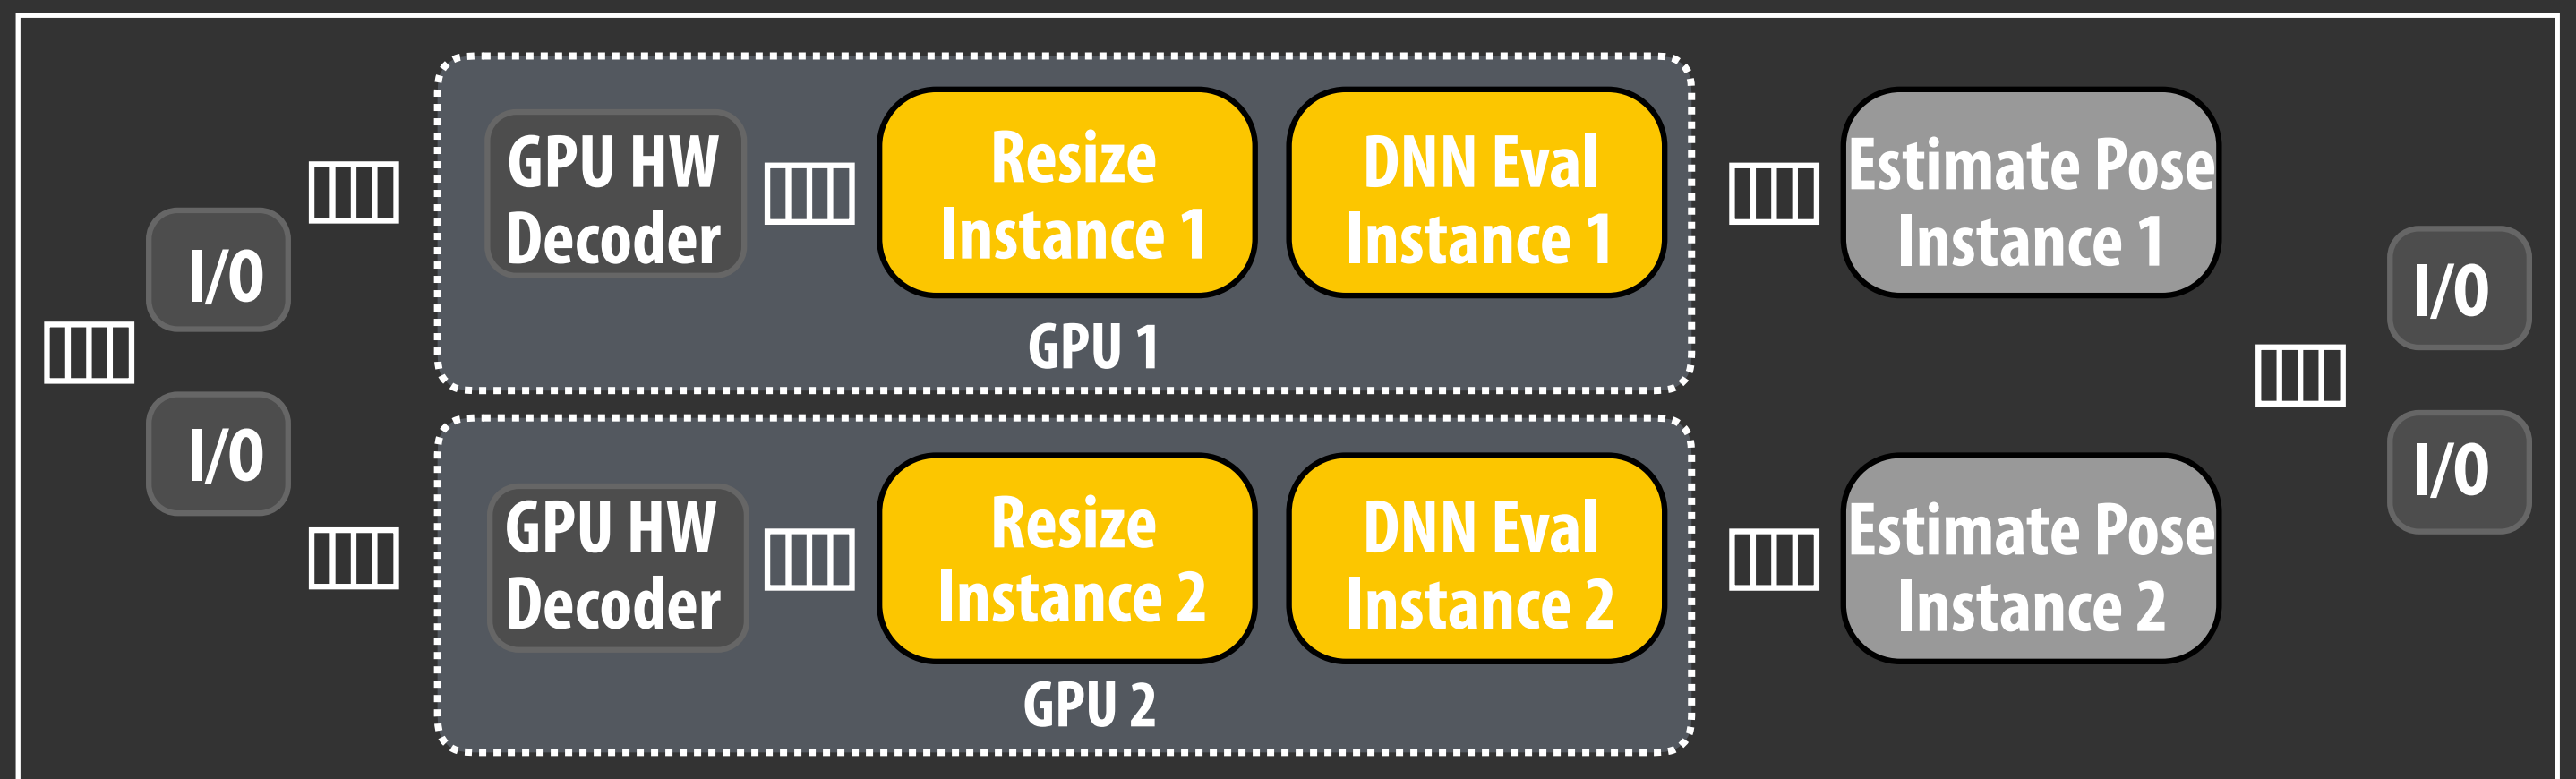 I/O
I/O
GPU HW
Decoder
Resize
Instance 1
DNN Eval
Instance 1
GPU 1
Estimate Pose
Instance 1
GPU HW
Decoder
Resize
Instance 2
DNN Eval
Instance 2
GPU 2
Estimate Pose
Instance 2
I/O
I/O